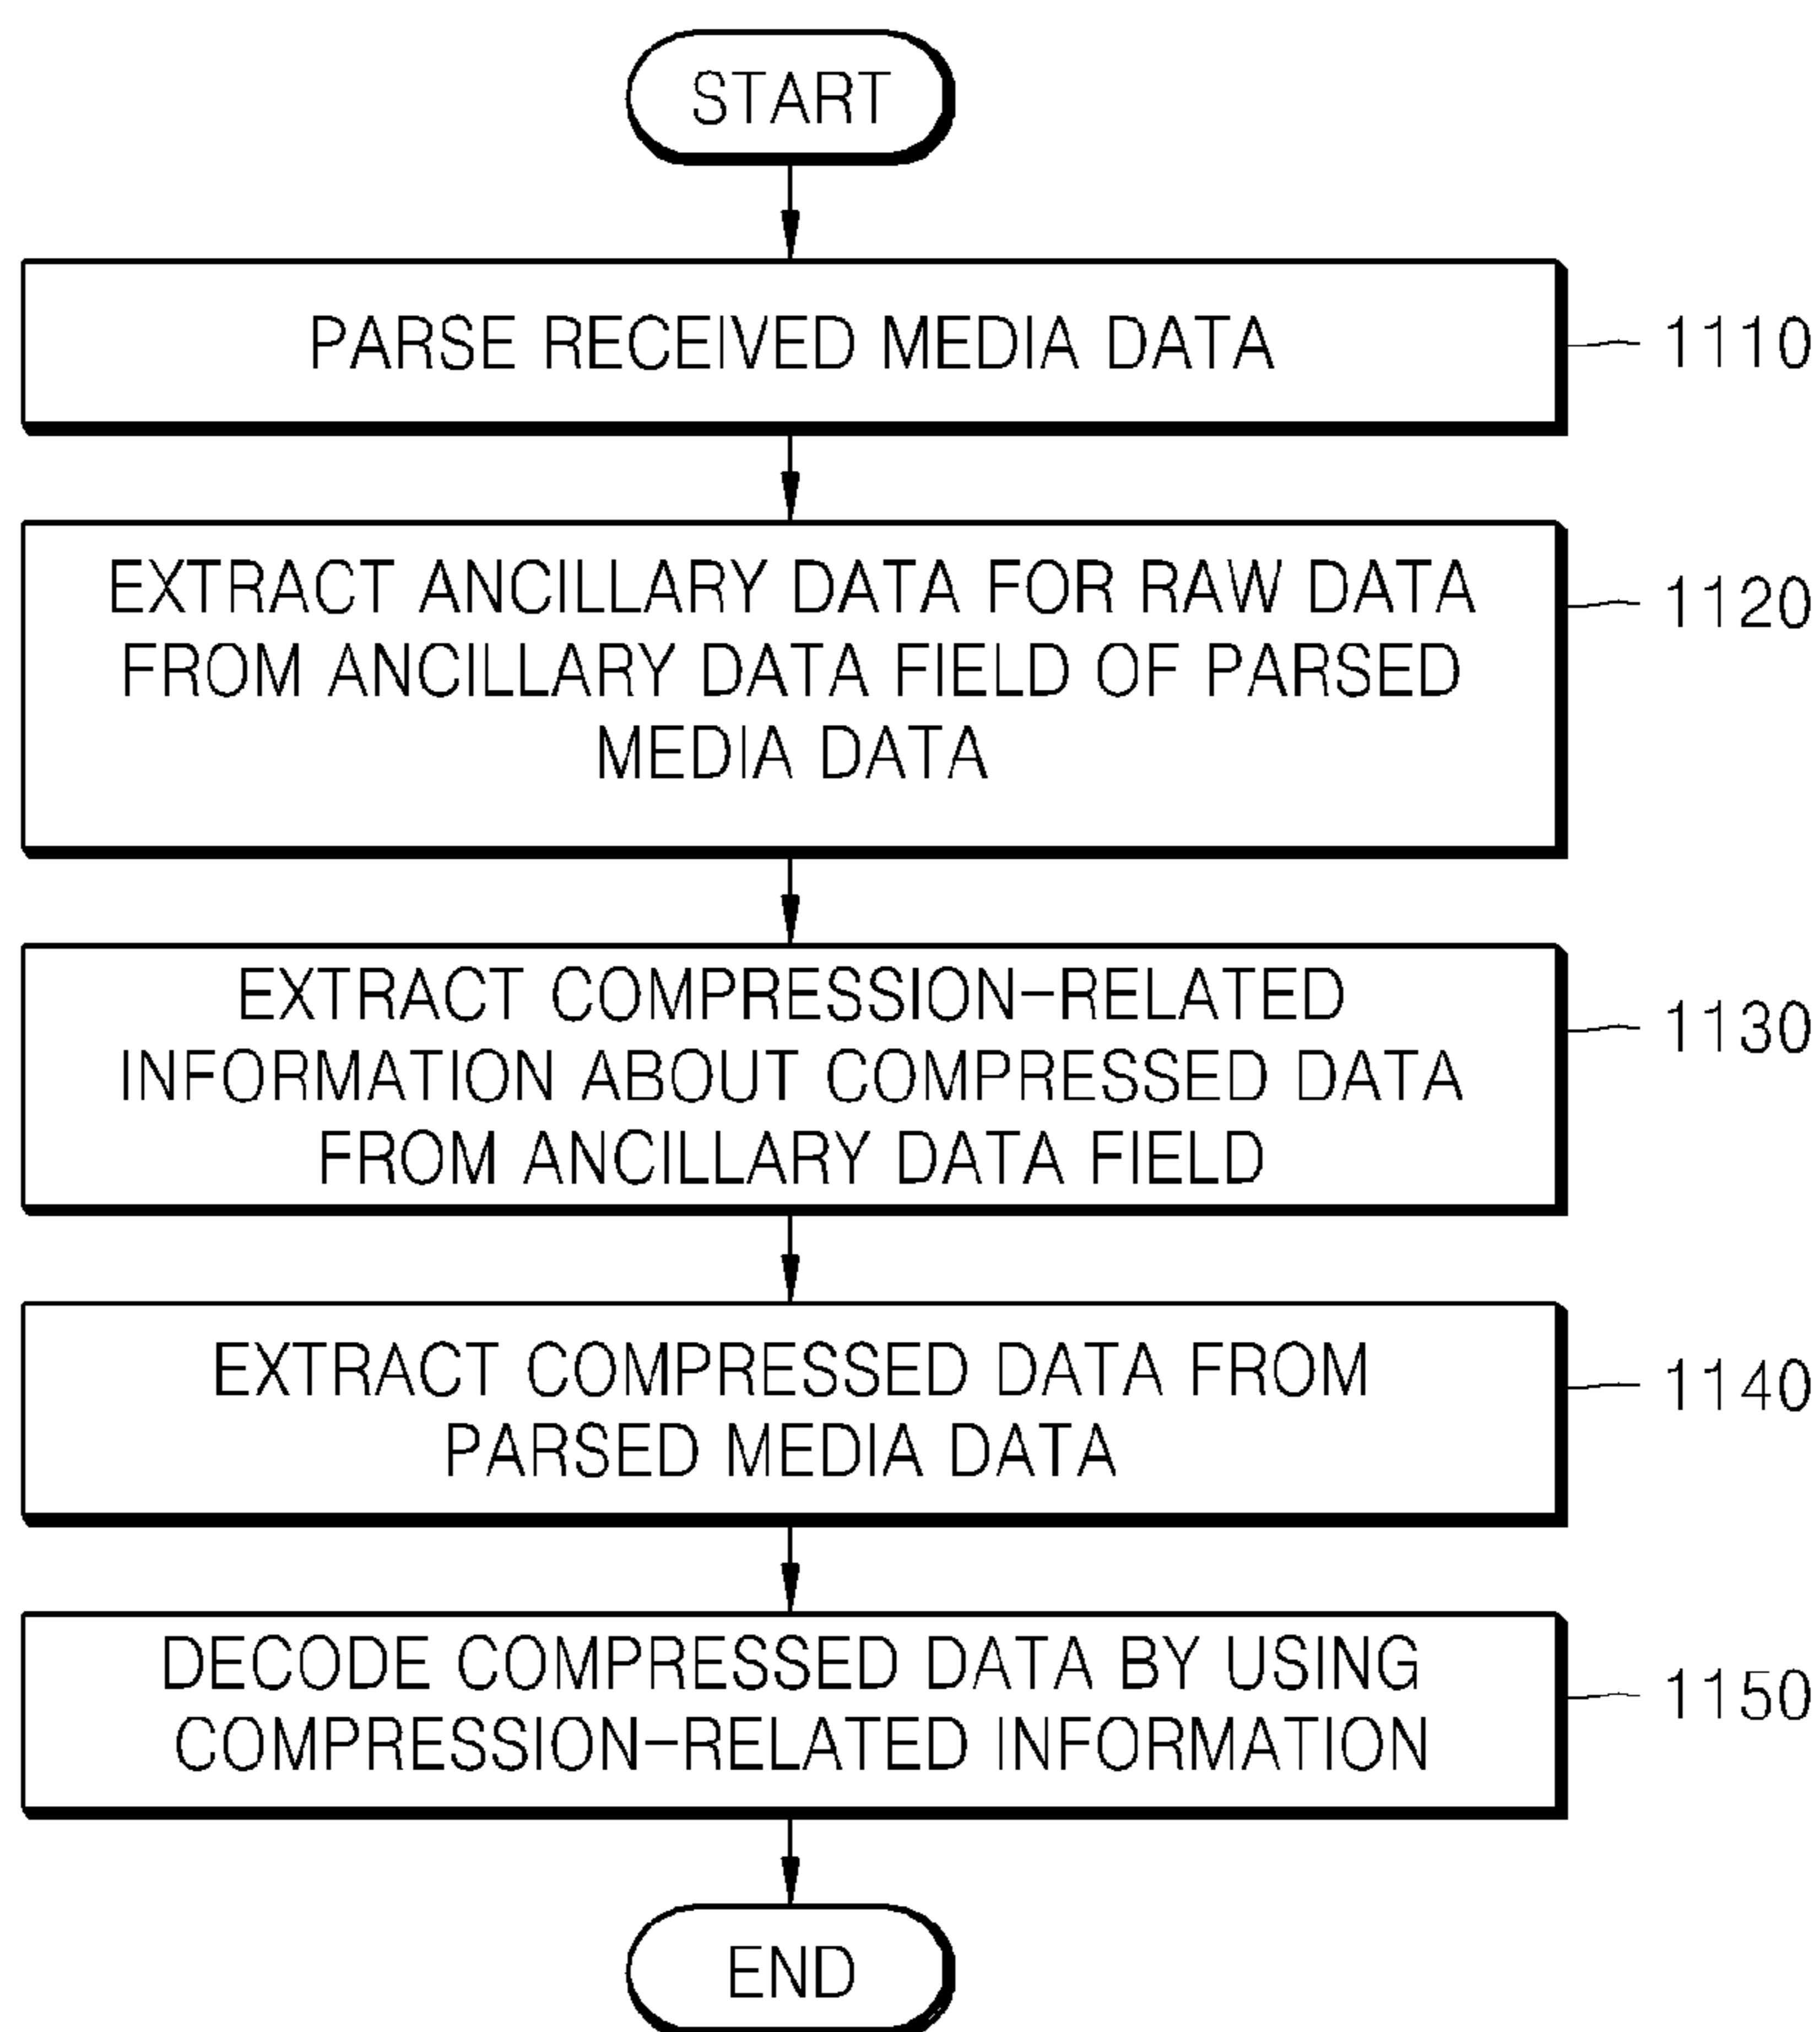 START
PARSE RECEIVED MEDIA DATA
1110
EXTRACT ANCILLARY DATA FOR RAW DATA
FROM ANCILLARY DATA FIELD OF PARSED
MEDIA DATA
1120
EXTRACT COMPRESSION-RELATED
INFORMATION ABOUT COMPRESSED DATA
FROM ANCILLARY DATA FIELD
1130
EXTRACT COMPRESSED DATA FROM
PARSED MEDIA DATA
1140
DECODE COMPRESSED DATA BY USING
COMPRESSION-RELATED INFORMATION
1150
END